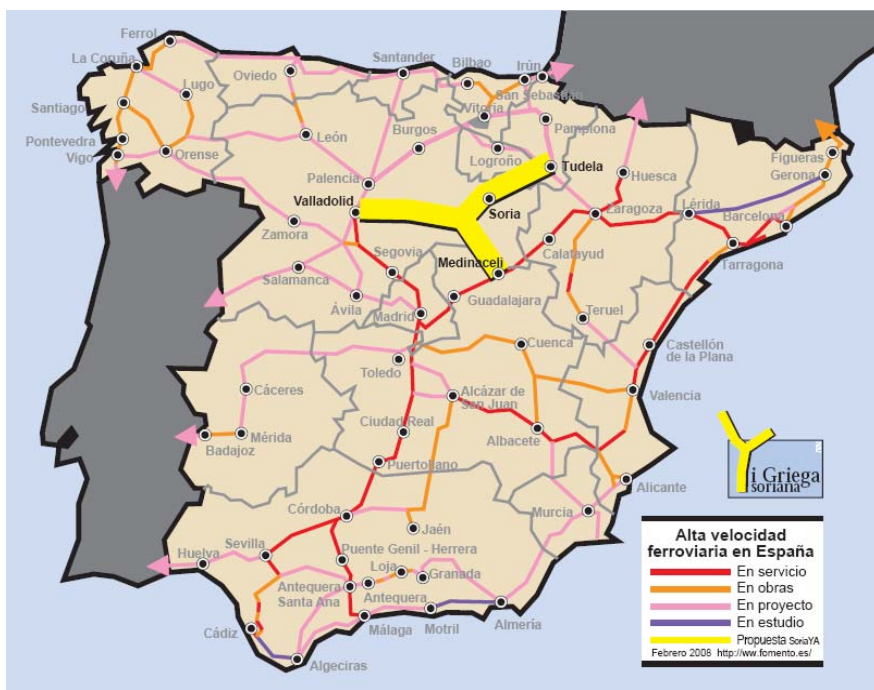 Ferrol
La Coruña
Lugo
Santiago
Pontevedra
Vigo
Orense
Oviedo
León
Santander
Bilbao
Irùn
San Sebastián
Vitoria
Burgos
Logroño
Pamplona
Palencia
Valladolid
Soria
Tudela
Huesca
Figueras
Gerona
Zaragoza
Lérida
Barcelona
Tarragona
Zamora
Segovia
Medinaceli
Calatayud
Salamanca
Ávila
Madrid
Guadalajara
Teruel
Cuenca
Castellón
de la Plana
Toledo
Cáceres
Alcázar de
San Juan
Valencia
Mérida
Badajoz
Ciudad Real
Albacete
Puertollano
Alicante
Murcia
Córdoba
Jaén
Huelva
Sevilla
Puente Genil - Herrera
Loja
Granada
Antequera
Santa Ana
Antequera
Cádiz
Málaga
Motril
Almería
Algeciras
i Griega
soriana
Alta velocidad
ferroviaria en España
En servicio
En obras
En proyecto
En estudio
Propuesta SoriaYA
Febrero 2008 http://ww.fomento.es/